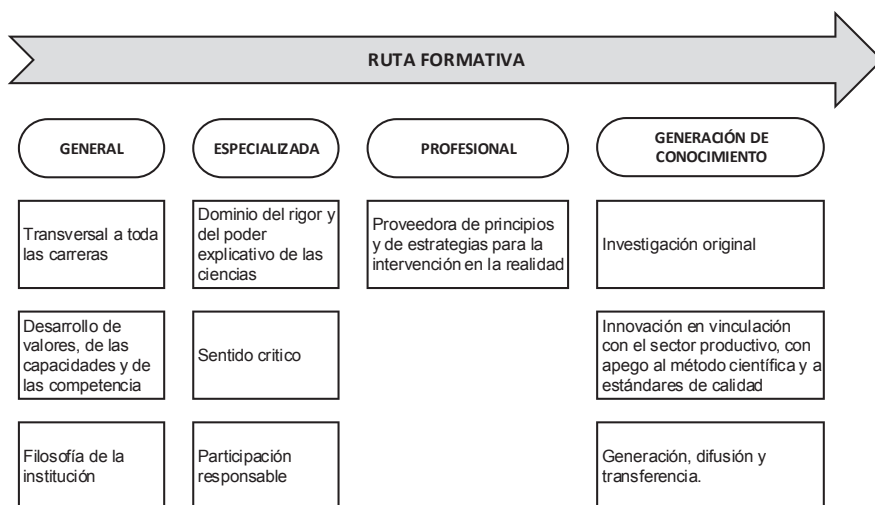 RUTA FORMATIVA
GENERAL
ESPECIALIZADA
PROFESIONAL
GENERACIÓN DE
CONOCIMIENTO
Transversal a toda
las carreras
Dominio del rigor y
del poder
explicativo de las
ciencias
Proveedora de principios
y de estrategias para la
intervención en la realidad
Investigación original
Desarrollo de
valores, de las
capacidades y de
las competencia
Sentido critico
Innovación en vinculación
con el sector productivo, con
apego al método científica y a
estándares de calidad
Filosofía de la
institución
Participación
responsable
Generación, difusión y
transferencia.